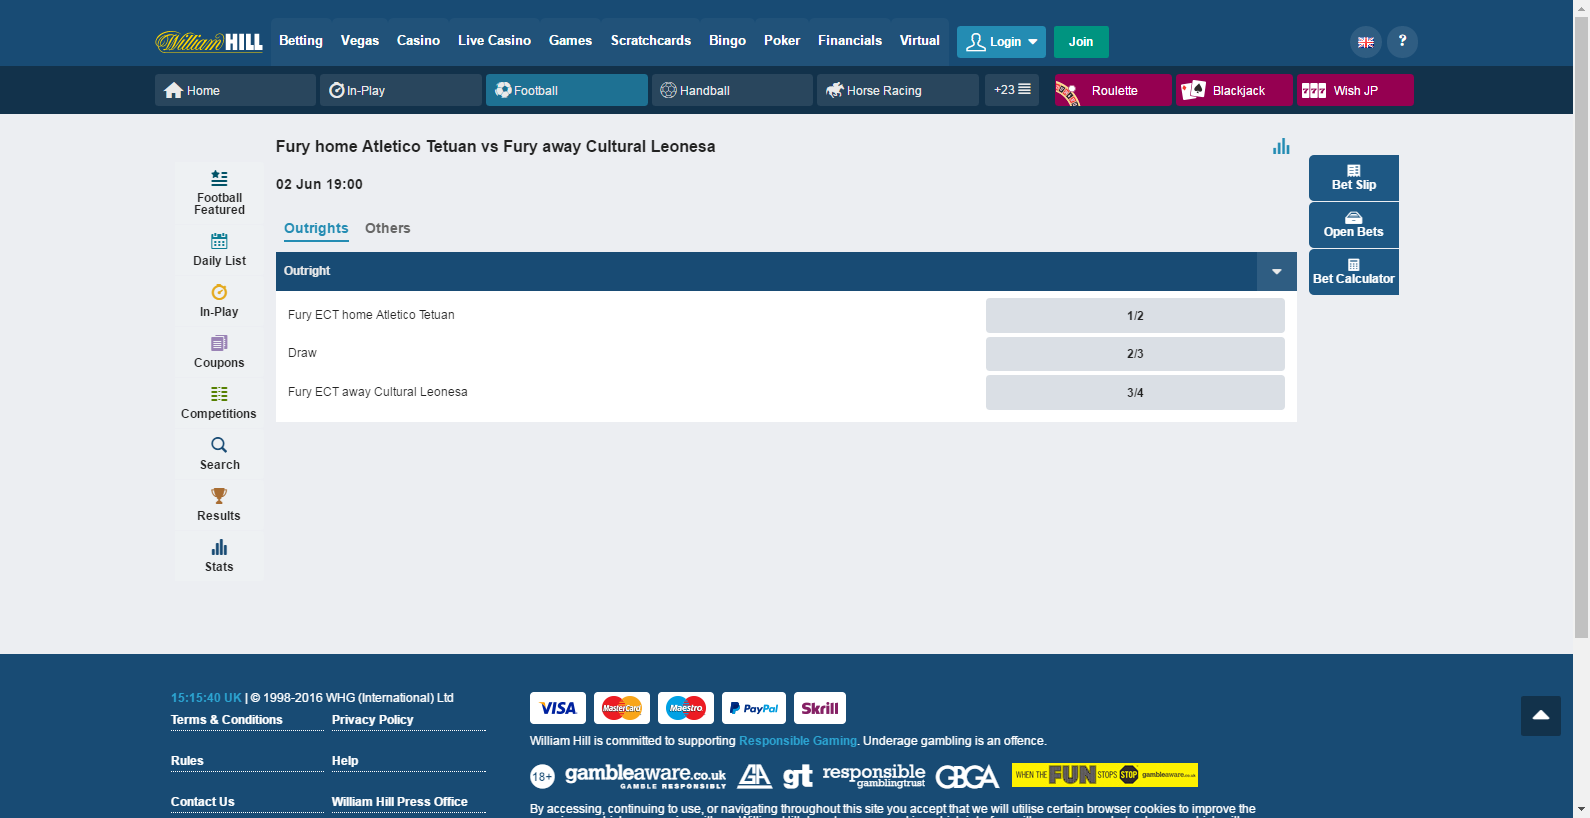 William HILL
Betting Vegas Casino Live Casino Games Scratchcards Bingo Poker Financials Virtual Login Join ?
Home In-Play Football Handball Horse Racing +23 Roulette Blackjack 777 Wish JP
Fury home Atletico Tetuan vs Fury away Cultural Leonesa
02 Jun 19:00
Outrights Others
Outright
Fury ECT home Atletico Tetuan 1/2
Draw 2/3
Fury ECT away Cultural Leonesa 3/4
Football
Featured
Daily List
In-Play
Coupons
Competitions
Search
Results
Stats
Bet Slip
Open Bets
Bet Calculator
15:15:40 UK | © 1998-2016 WHG (International) Ltd
Terms & Conditions Privacy Policy
Rules Help
Contact Us William Hill Press Office
VISA MasterCard Maestro PayPal Skrill
William Hill is committed to supporting Responsible Gaming. Underage gambling is an offence.
18+ gambleaware.co.uk
GAMBLE RESPONSIBLY
gt responsible
gamblingtrust
GBGA
WHEN THE FUN STOPS STOP gambleaware.co.uk
By accessing, continuing to use, or navigating throughout this site you accept that we will utilise certain browser cookies to improve the